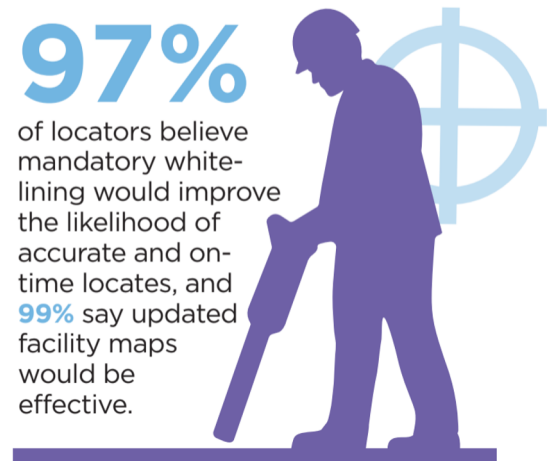 97%
of locators believe
mandatory white-
lining would improve
the likelihood of
accurate and on-
time locates, and
99% say updated
facility maps
would be
effective.